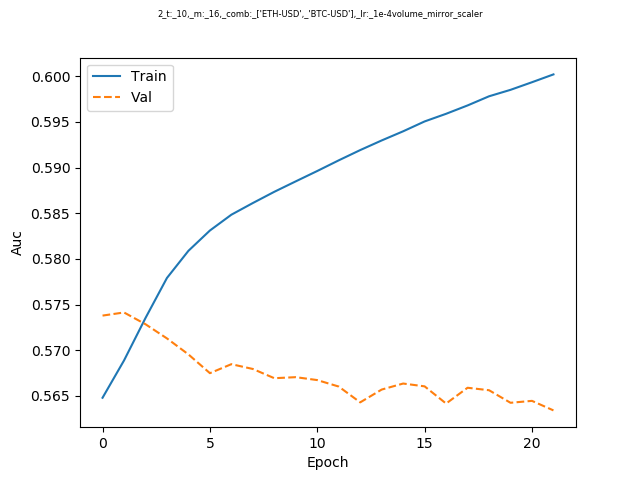 2_t:_10,_m:_16,_comb:_['ETH-USD',_'BTC-USD'],_lr:_1e-4volume_mirror_scaler
Train
Val
0.600
0.595
0.590
0.585
0.580
0.575
0.570
0.565
Auc
0 5 10 15 20
Epoch